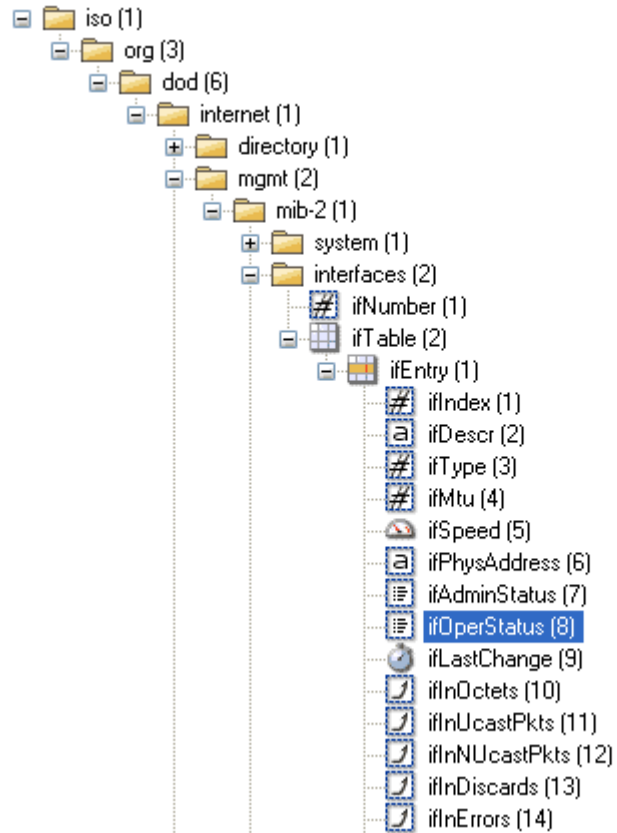 iso (1)
org (3)
dod (6)
internet (1)
directory (1)
mgmt (2)
mib-2 (1)
system (1)
interfaces (2)
ifNumber (1)
ifTable (2)
ifEntry (1)
ifIndex (1)
ifDescr (2)
ifType (3)
ifMtu (4)
ifSpeed (5)
ifPhysAddress (6)
ifAdminStatus (7)
ifOperStatus (8)
ifLastChange (9)
ifInOctets (10)
ifInUcastPkts (11)
ifInNUcastPkts (12)
ifInDiscards (13)
ifInErrors (14)